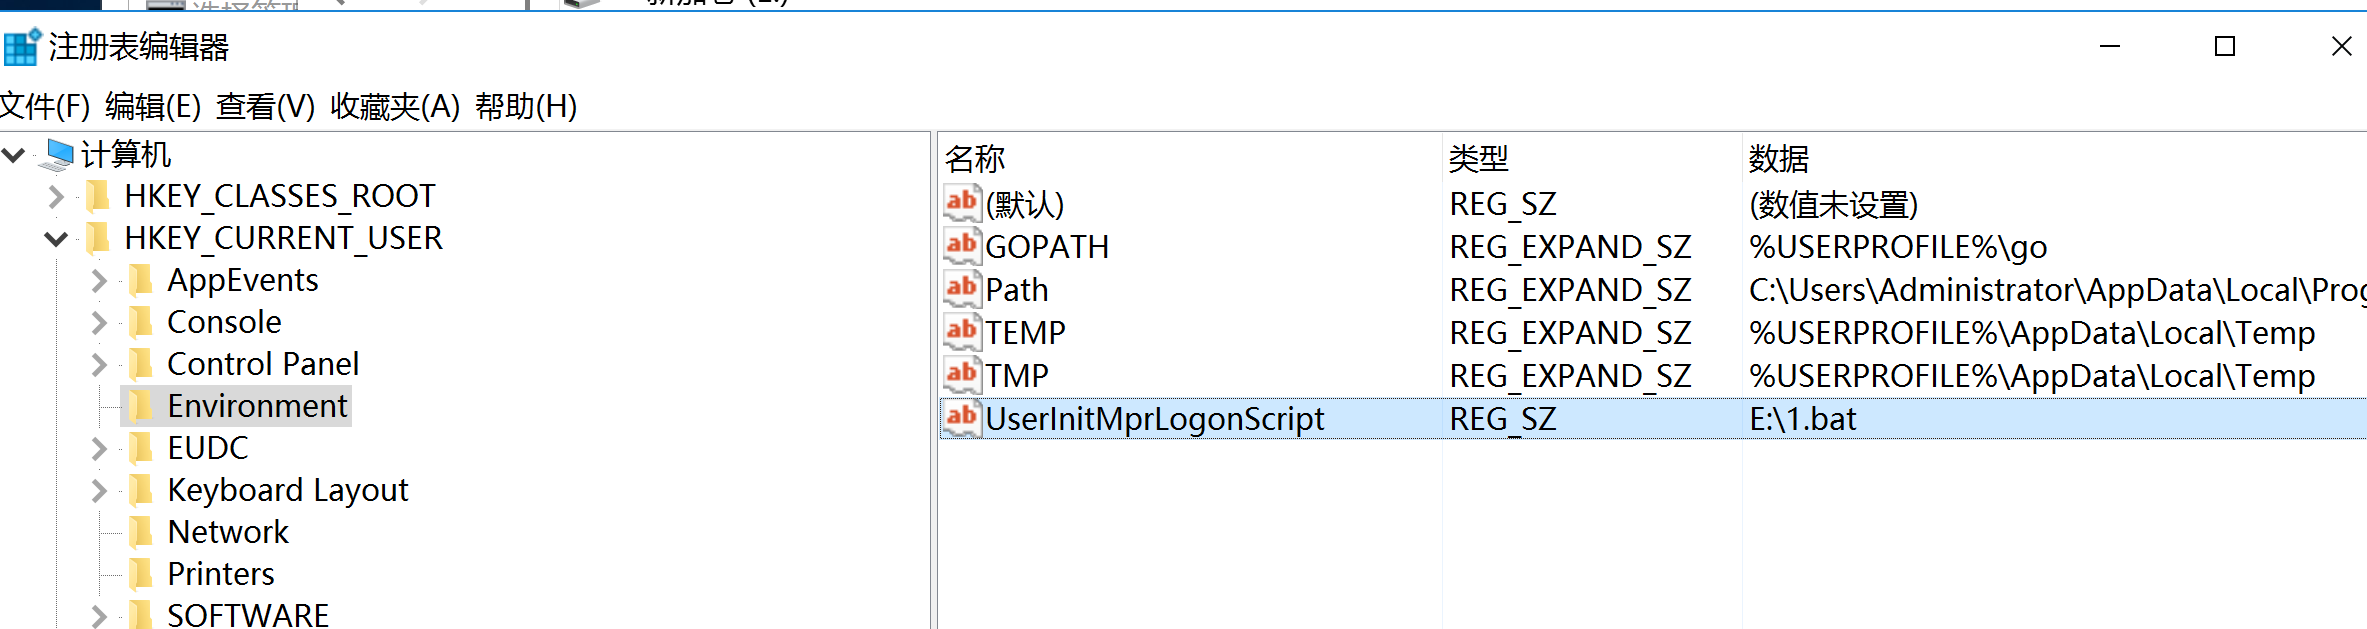 注册表编辑器
文件(F) 编辑(E) 查看(V) 收藏夹(A) 帮助(H)
计算机
HKEY_CLASSES_ROOT
HKEY_CURRENT_USER
AppEvents
Console
Control Panel
Environment
EUDC
Keyboard Layout
Network
Printers
SOFTWARE
名称 类型 数据
(默认) REG_SZ (数值未设置)
GOPATH REG_EXPAND_SZ %USERPROFILE%\go
Path REG_EXPAND_SZ C:\Users\Administrator\AppData\Local\Prog
TEMP REG_EXPAND_SZ %USERPROFILE%\AppData\Local\Temp
TMP REG_EXPAND_SZ %USERPROFILE%\AppData\Local\Temp
UserInitMprLogonScript REG_SZ E:\1.bat